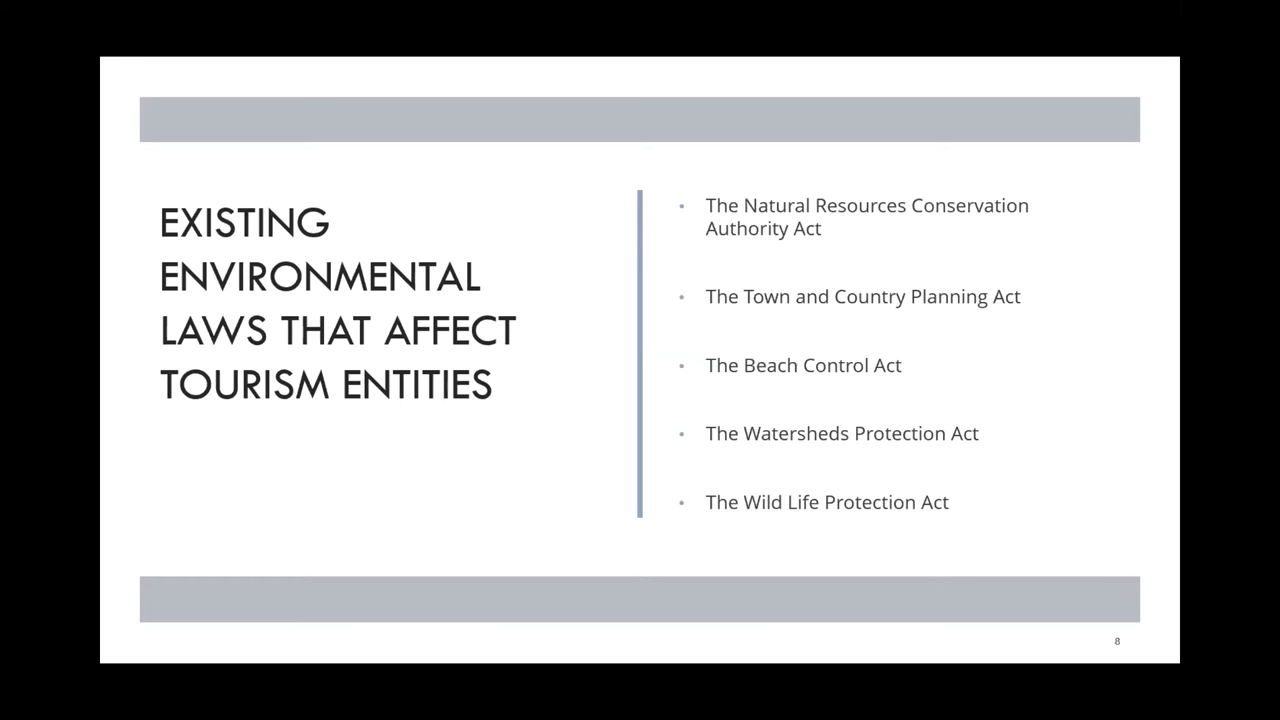 EXISTING
ENVIRONMENTAL
LAWS THAT AFFECT
TOURISM ENTITIES
• The Natural Resources Conservation
Authority Act
• The Town and Country Planning Act
• The Beach Control Act
• The Watersheds Protection Act
• The Wild Life Protection Act
8